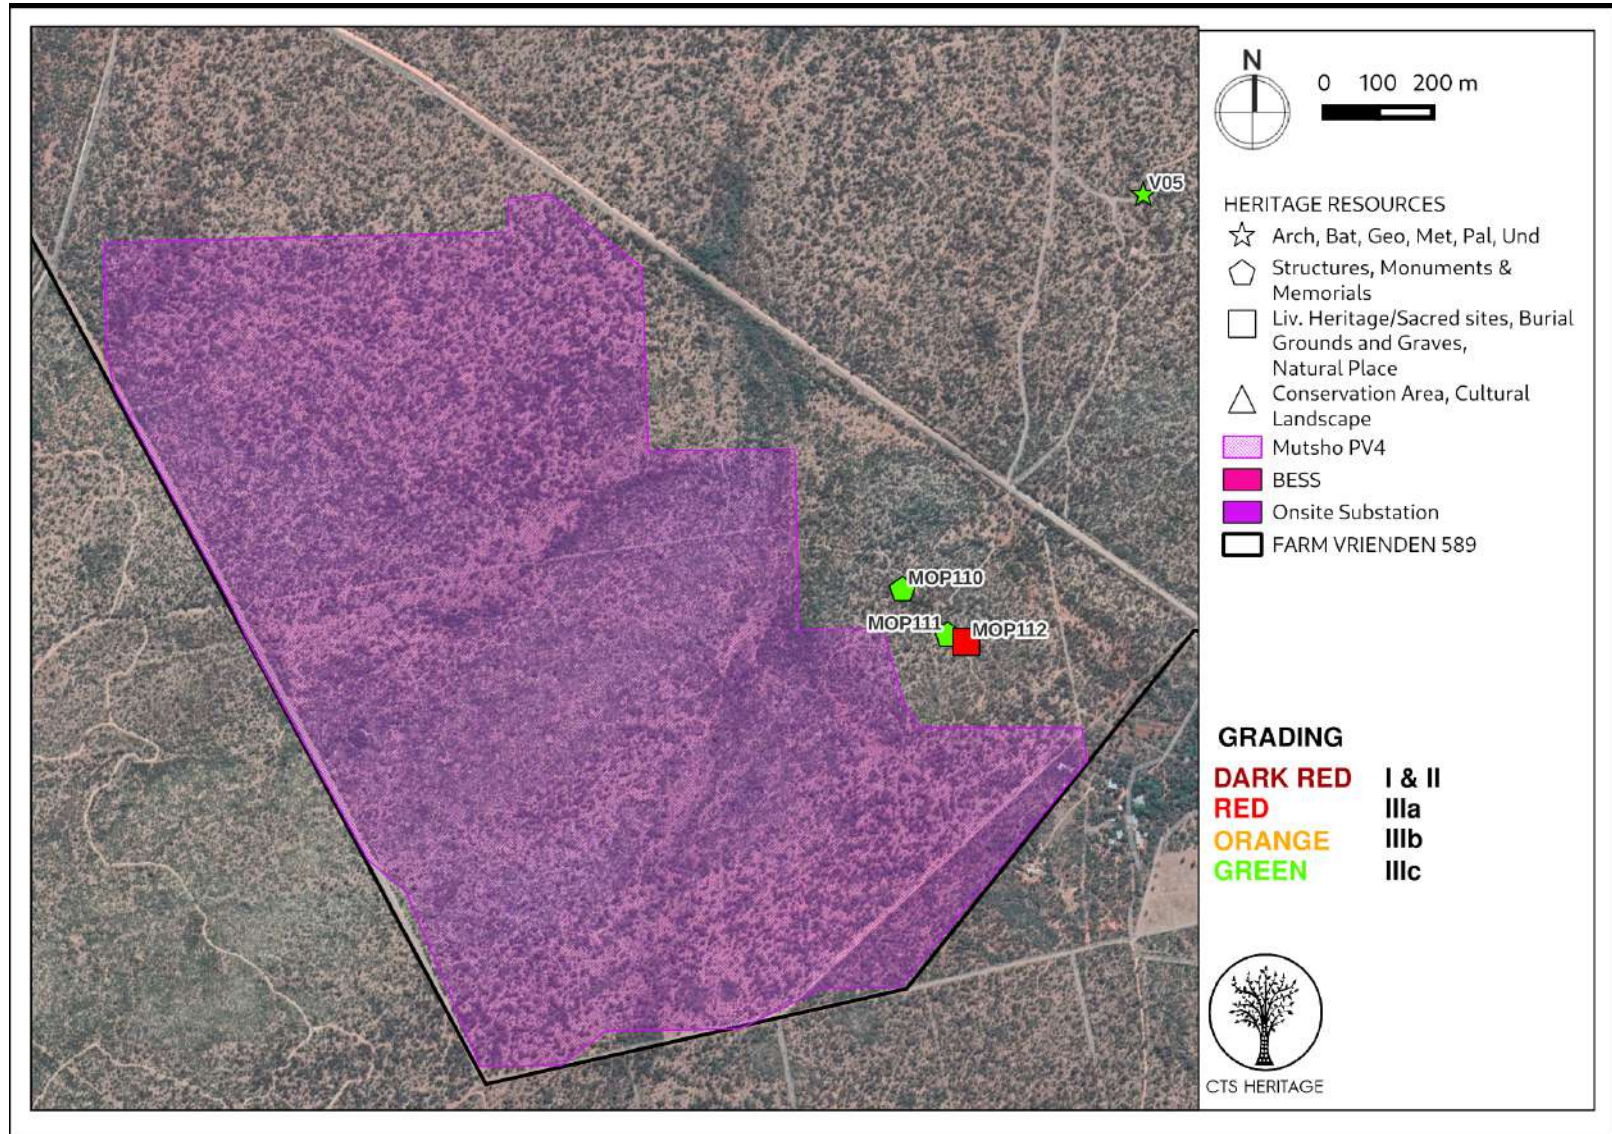 V05
MOP110
MOP111
MOP112
N
0 100 200 m
HERITAGE RESOURCES
Arch, Bat, Geo, Met, Pal, Und
Structures, Monuments &
Memorials
Liv. Heritage/Sacred sites, Burial
Grounds and Graves,
Natural Place
Conservation Area, Cultural
Landscape
Mutsho PV4
BESS
Onsite Substation
FARM VRIENDEN 589
GRADING
DARK RED I & II
RED IIIa
ORANGE IIIb
GREEN IIIc
CTS HERITAGE